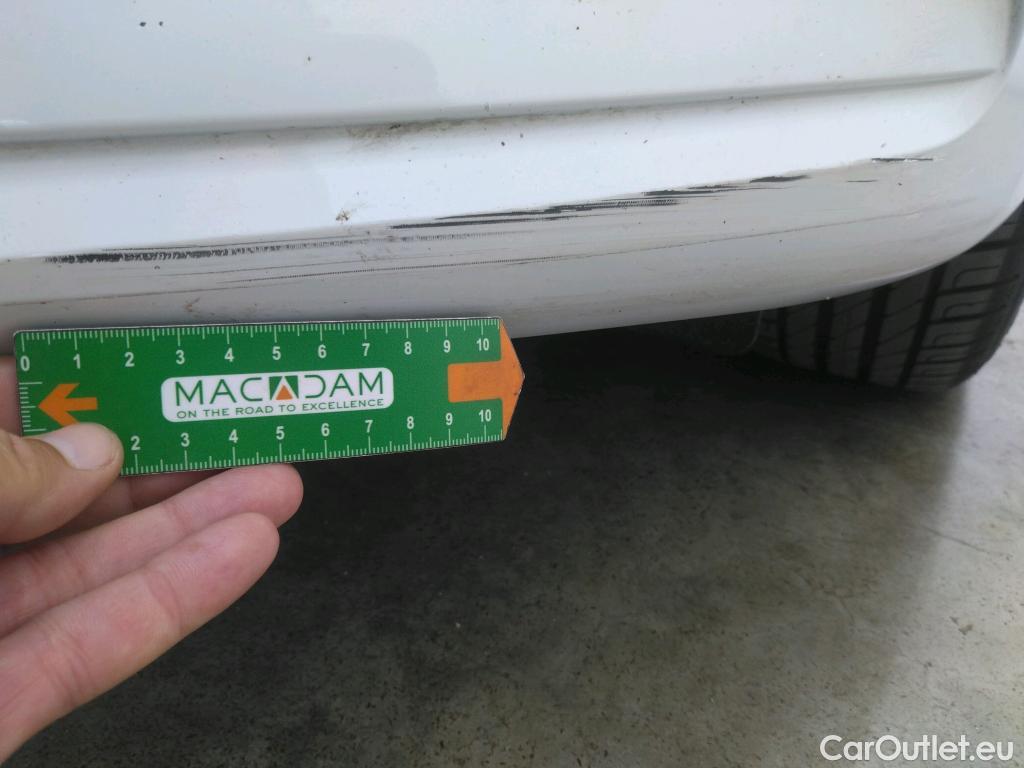 0 1 2 3 4 5 6 7 8 9 10
MACADAM
ON THE ROAD TO EXCELLENCE
2 3 4 5 6 7 8 9 10
CarOutlet.eu